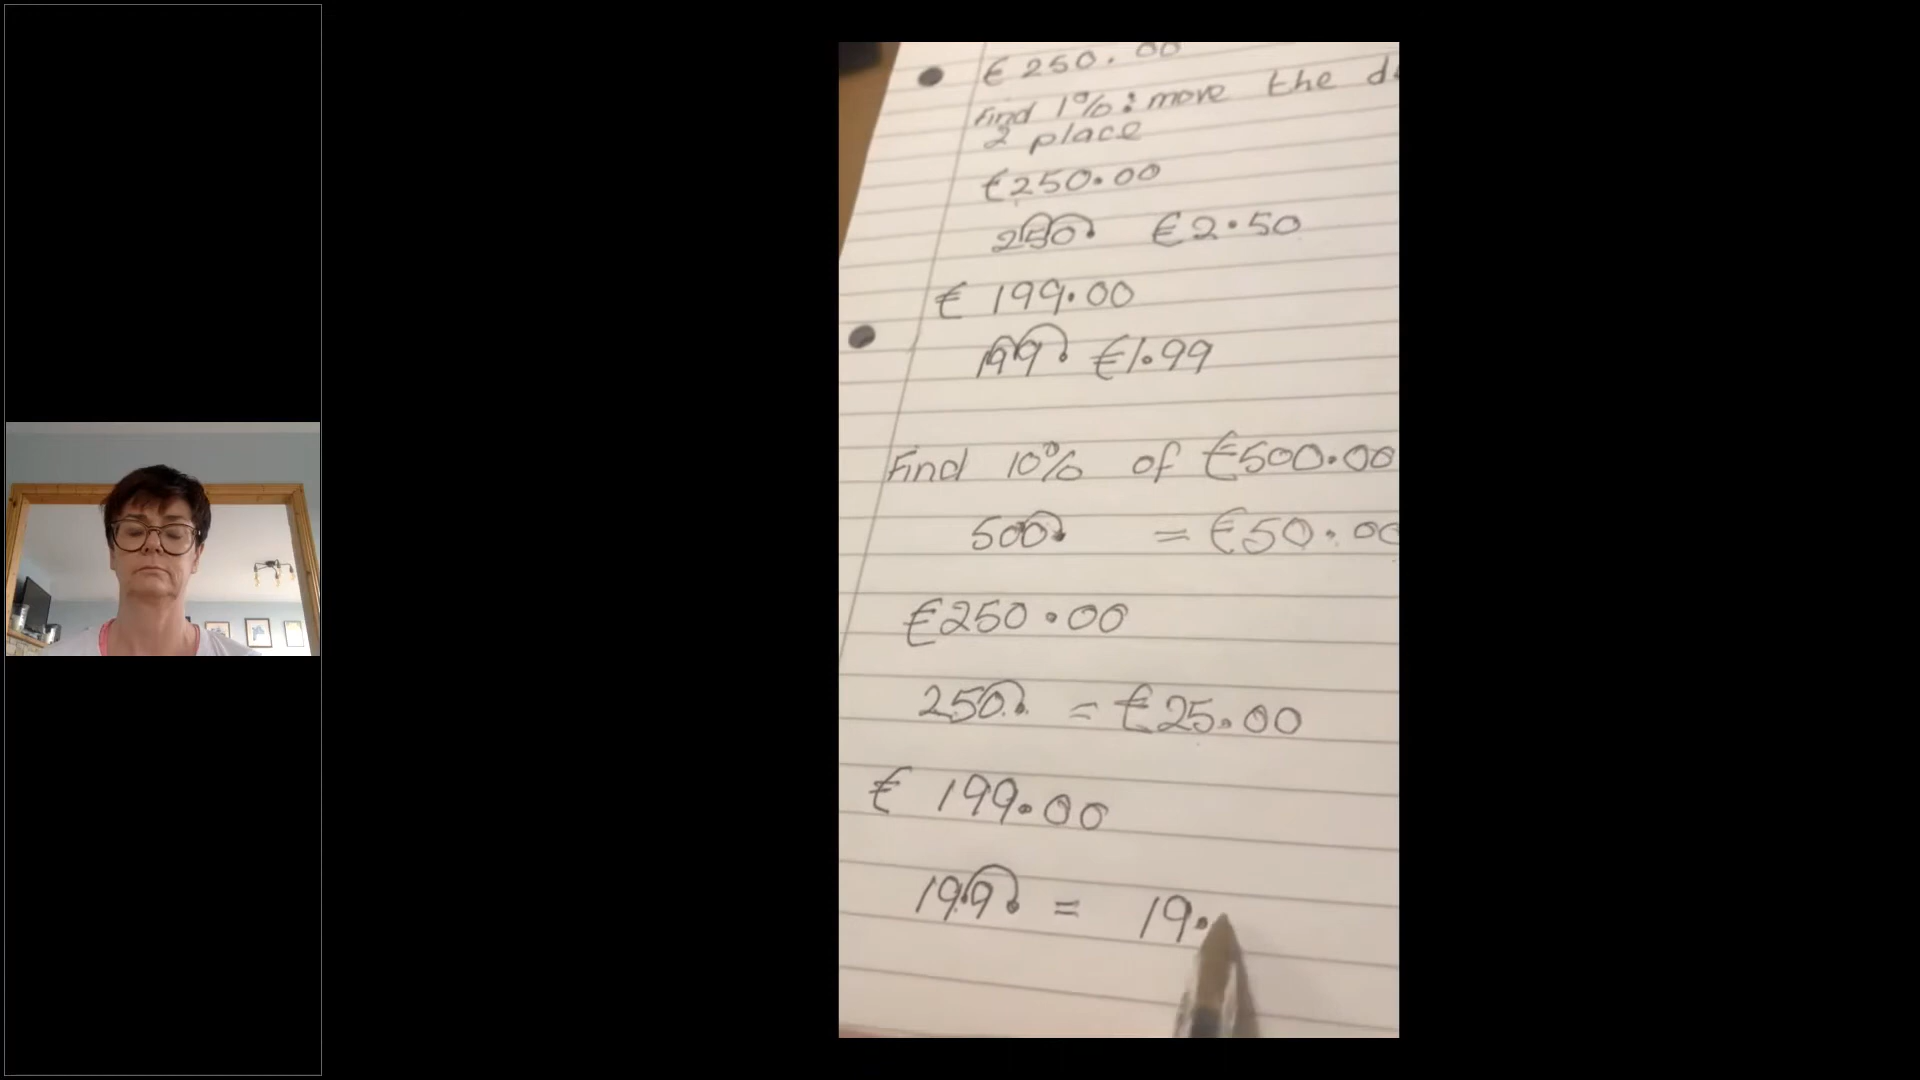 €250.00
Find 1%: move the d
2 place
€250.00
250. €2.50
€ 199.00
199. €1.99
Find 10% of €500.00
500. = €50.00
€250.00
250. = €25.00
€ 199.00
199. = 19.